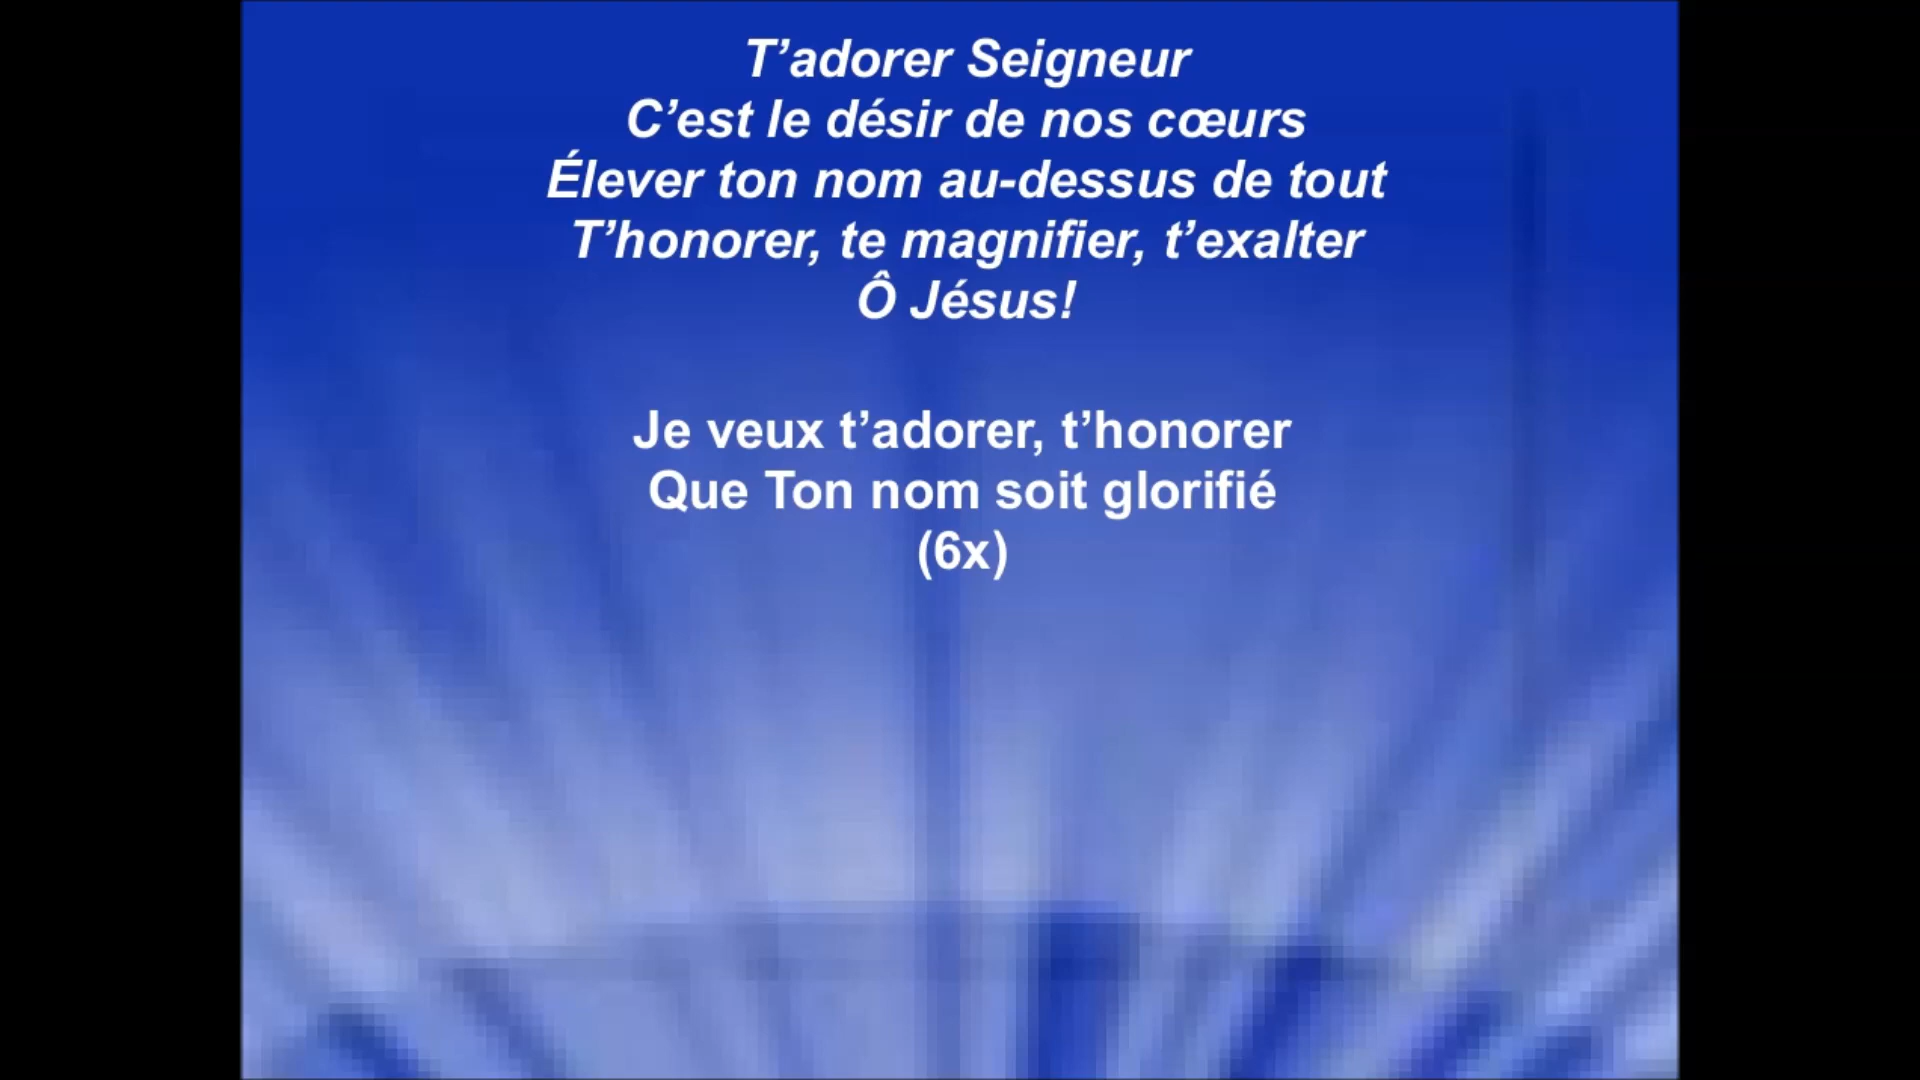 T’adorer Seigneur
C’est le désir de nos cœurs
Élever ton nom au-dessus de tout
T’honorer, te magnifier, t’exalter
Ô Jésus!
Je veux t’adorer, t’honorer
Que Ton nom soit glorifié
(6x)